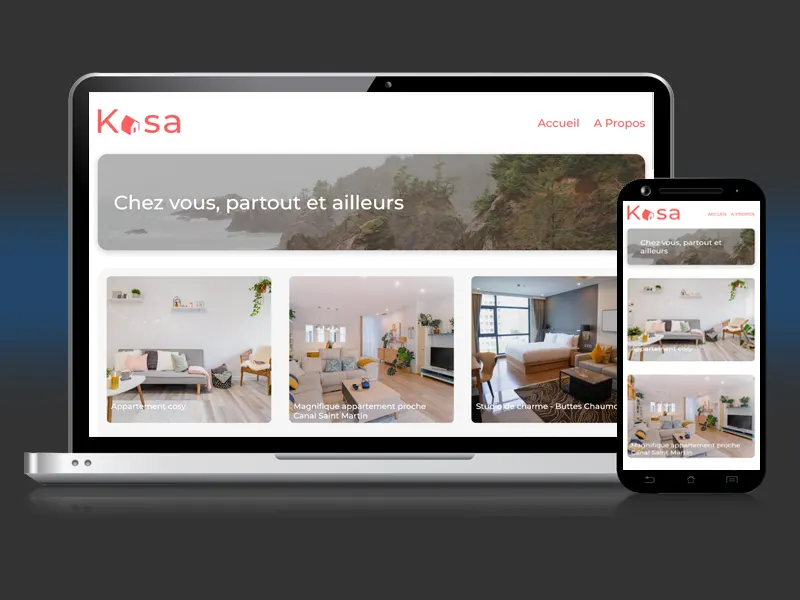 Kasa
Accueil A Propos
Chez vous, partout et ailleurs
Appartement cosy
Magnifique appartement proche
Canal Saint Martin
Studio de charme - Buttes Chaumo
Kasa
ACCUEIL A PROPOS
Chez vous, partout et
ailleurs
Appartement cosy
Magnifique appartement proche
Canal Saint Martin